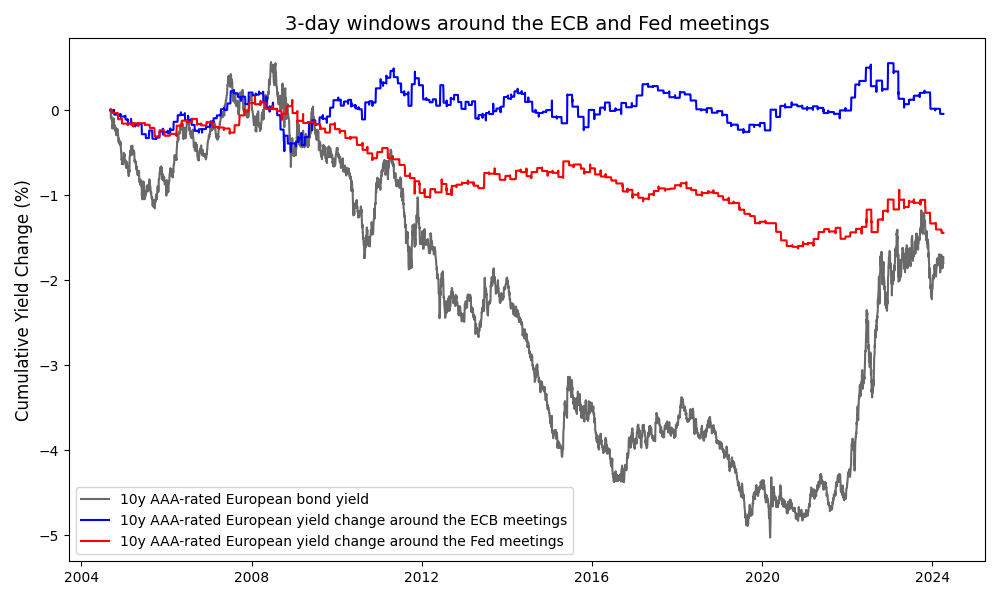 3-day windows around the ECB and Fed meetings
Cumulative Yield Change (%)
0
−1
−2
−3
−4
−5
10y AAA-rated European bond yield
10y AAA-rated European yield change around the ECB meetings
10y AAA-rated European yield change around the Fed meetings
2004 2008 2012 2016 2020 2024